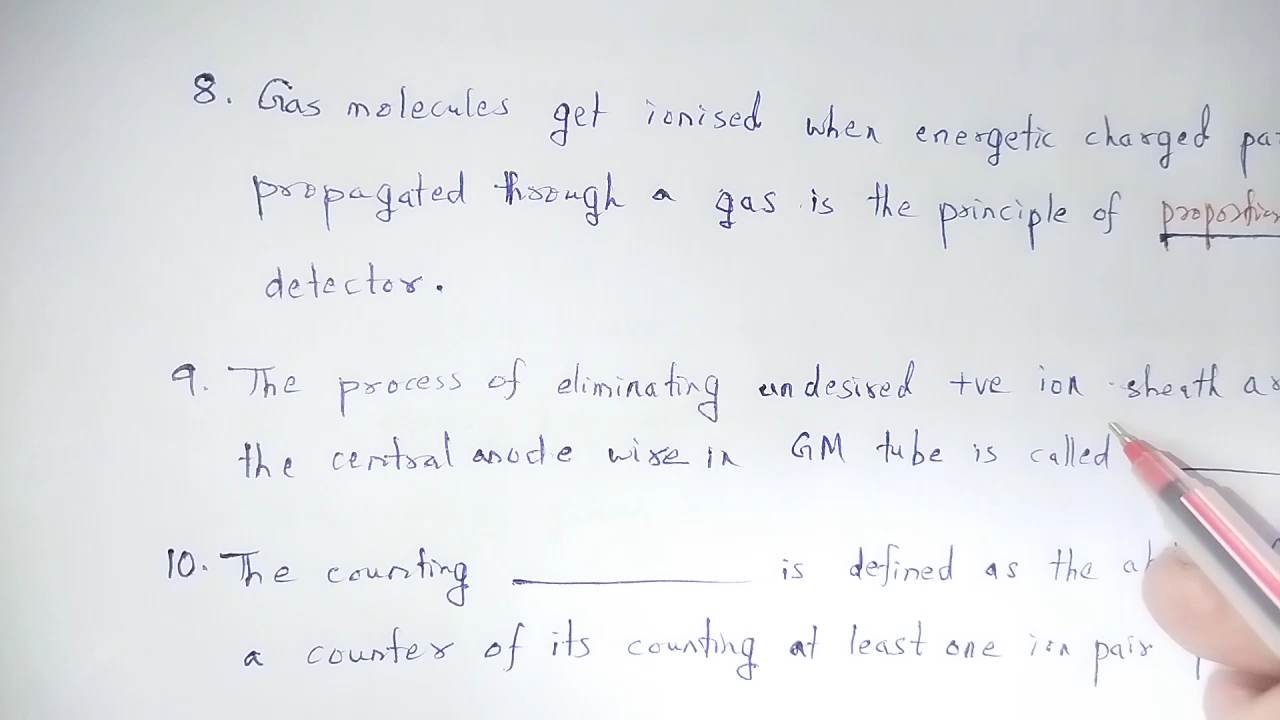 8. Gas molecules get ionised when energetic charged
propagated through a gas is the principle of
detector.
9. The process of eliminating undesired +ve ion sheath
the central anode wire in GM tube is called
10. The counting ________ is defined as the
a counter of its counting at least one ion pair